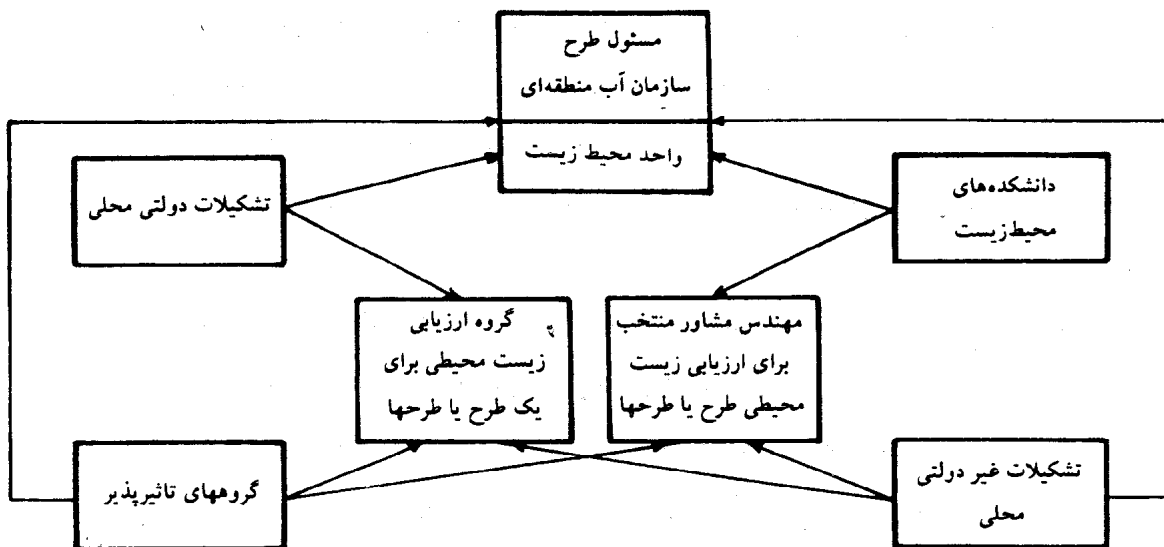 مسئول طرح
سازمان آب منطقه‌ای
واحد محیط زیست
دانشکده‌های
محیط‌زیست
تشکیلات دولتی محلی
مهندس مشاور منتخب
برای ارزیابی زیست
محیطی طرح یا طرحها
گروه ارزیابی
زیست محیطی برای
یک طرح یا طرحها
تشکیلات غیر دولتی
محلی
گروههای تاثیرپذیر